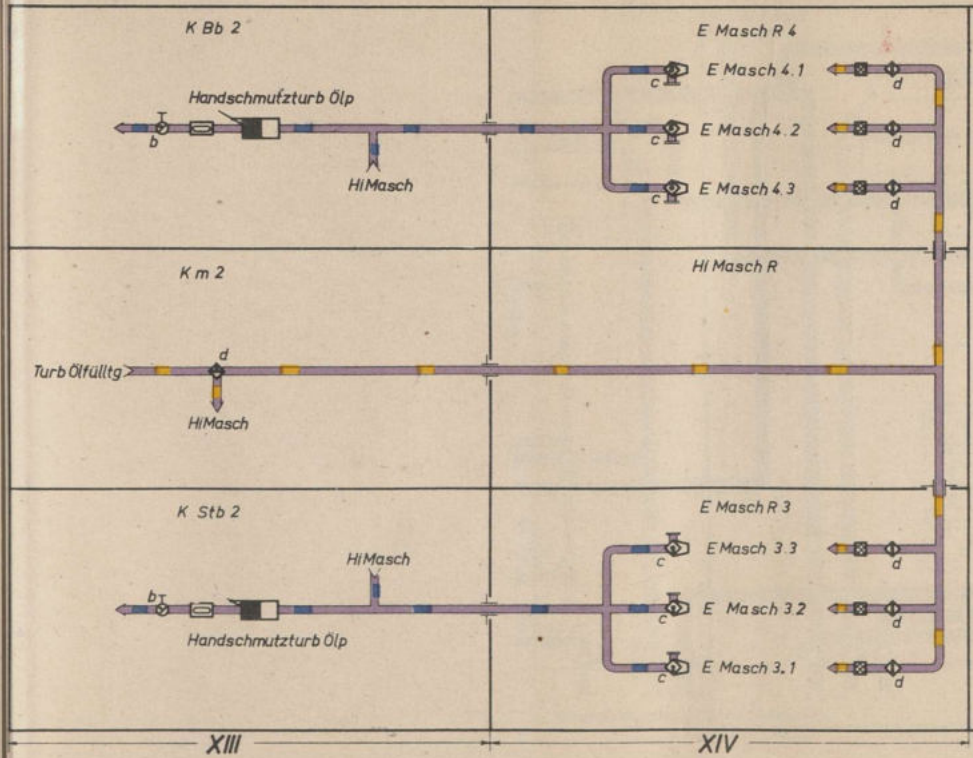 K Bb 2
E Masch R 4
E Masch 4.1
c
d
Handschmutzturb Ölp
b
E Masch 4.2
c
d
HiMasch
E Masch 4.3
c
d
K m 2
Hi Masch R
Turb Ölfülltg
d
HiMasch
K Stb 2
E Masch R 3
HiMasch
E Masch 3.3
c
d
b
E Masch 3.2
c
d
Handschmutzturb Ölp
E Masch 3.1
c
d
XIII
XIV